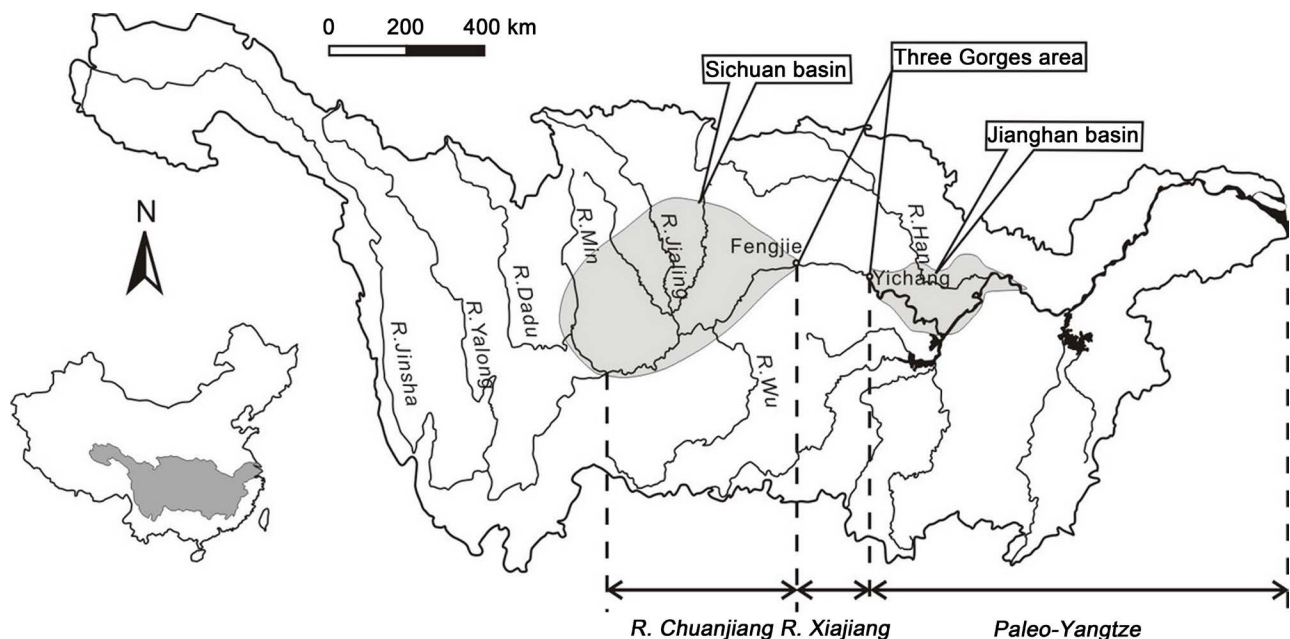 0 200 400 km
Sichuan basin
Three Gorges area
Jianghan basin
N
R.Jinsha
R.Yalong
R.Dadu
R.Min
R.Jialing
Fengjie
R.Wu
Yichang
R.Han
R. Chuanjiang R. Xiajiang Paleo-Yangtze